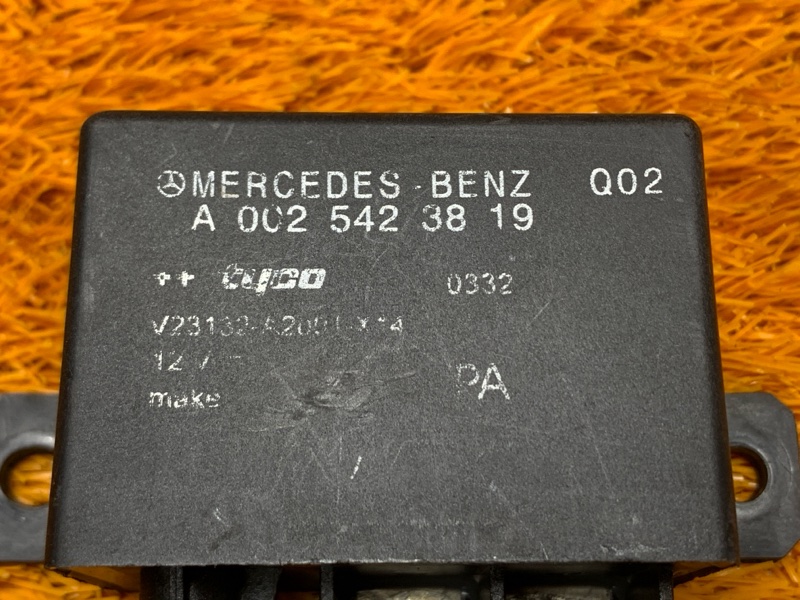 MERCEDES-BENZ Q02
A 002 542 38 19
++ tyco 0332
12 V
make PA